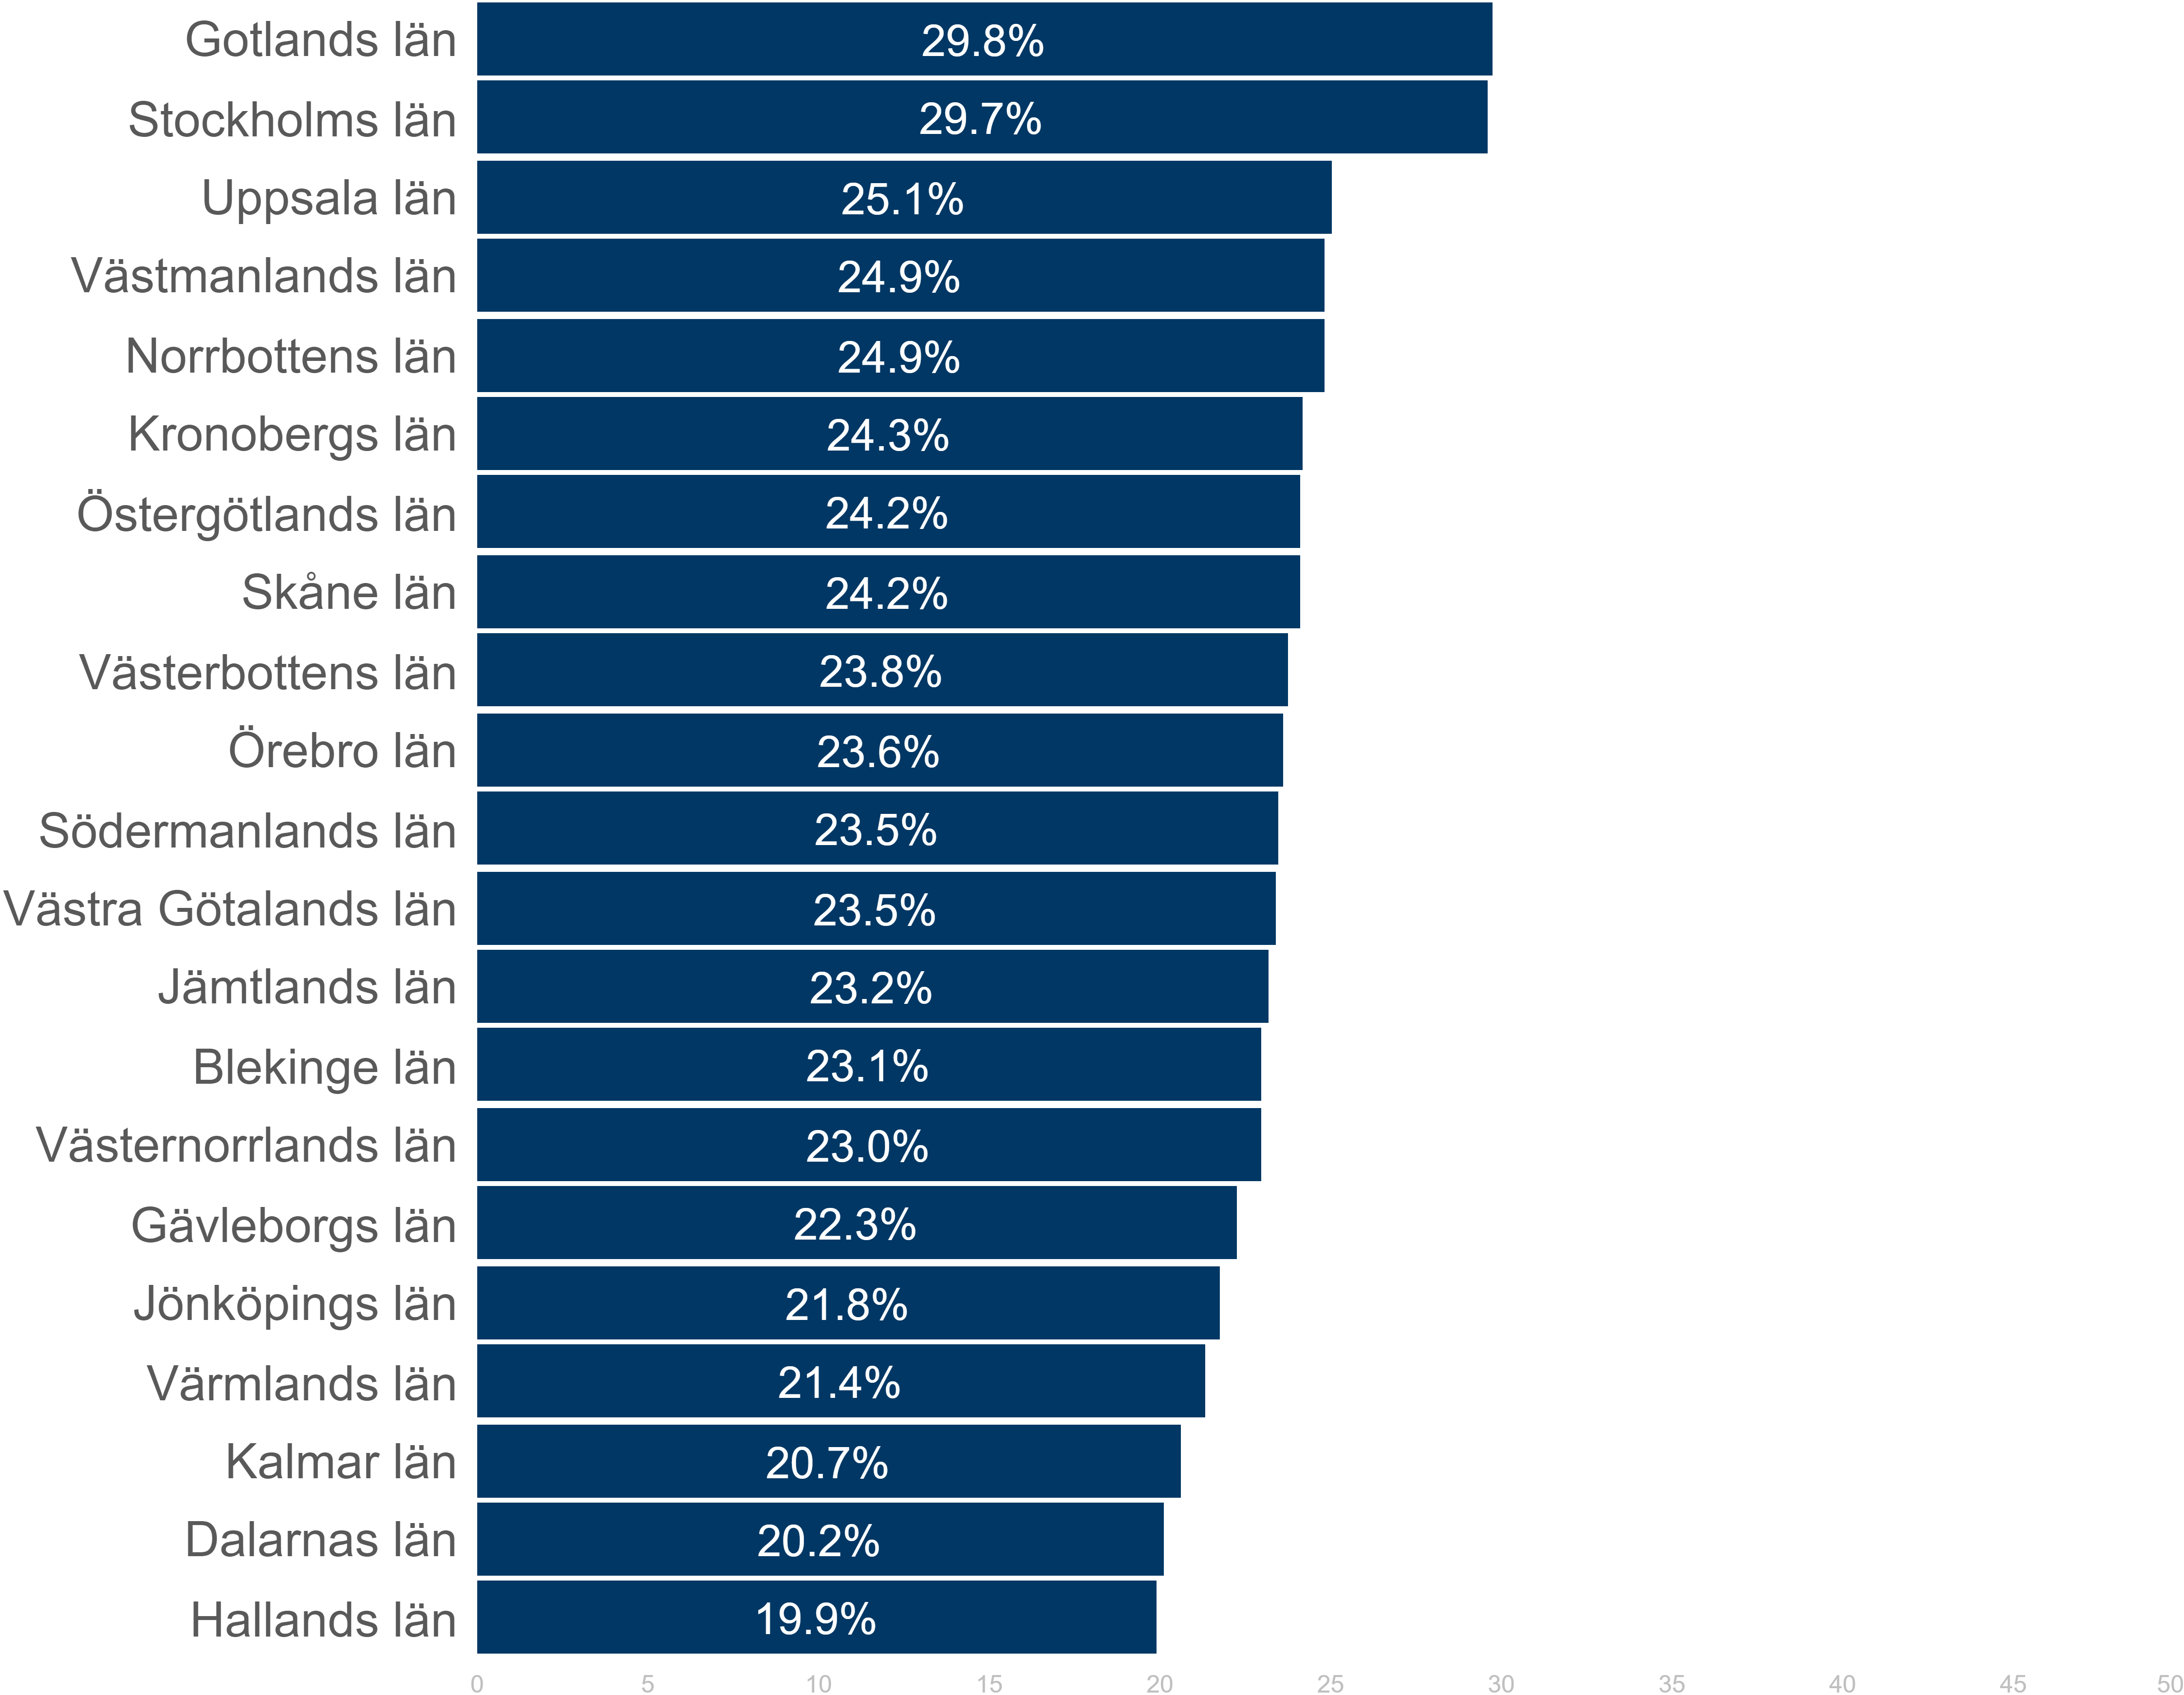 Gotlands län 29.8%
Stockholms län 29.7%
Uppsala län 25.1%
Västmanlands län 24.9%
Norrbottens län 24.9%
Kronobergs län 24.3%
Östergötlands län 24.2%
Skåne län 24.2%
Västerbottens län 23.8%
Örebro län 23.6%
Södermanlands län 23.5%
Västra Götalands län 23.5%
Jämtlands län 23.2%
Blekinge län 23.1%
Västernorrlands län 23.0%
Gävleborgs län 22.3%
Jönköpings län 21.8%
Värmlands län 21.4%
Kalmar län 20.7%
Dalarnas län 20.2%
Hallands län 19.9%
0 5 10 15 20 25 30 35 40 45 50